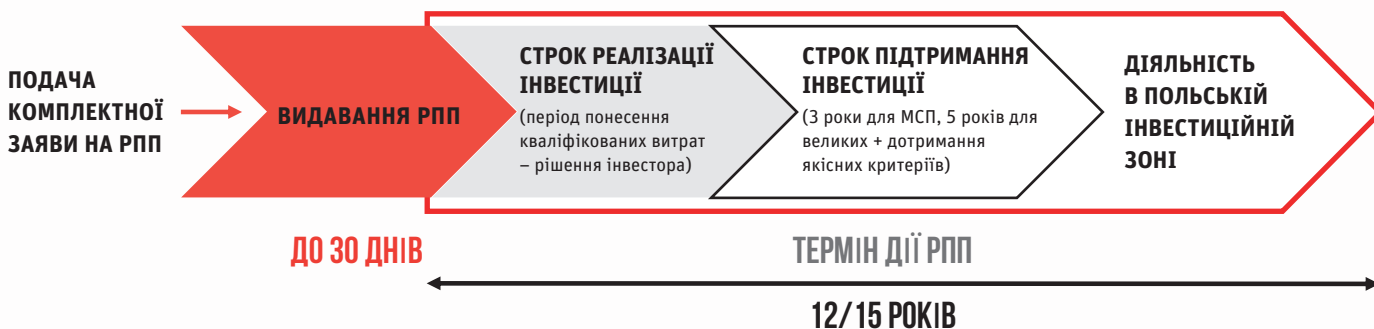 ПОДАЧА
КОМПЛЕКТНОЇ
ЗАЯВИ НА РПП
ВИДАВАННЯ РПП
СТРОК РЕАЛІЗАЦІЇ
ІНВЕСТИЦІЇ
(період понесення
кваліфікованих витрат
– рішення інвестора)
СТРОК ПІДТРИМАННЯ
ІНВЕСТИЦІЇ
(3 роки для МСП, 5 років для
великих + дотримання
якісних критеріїв)
ДІЯЛЬНІСТЬ
В ПОЛЬСЬКІЙ
ІНВЕСТИЦІЙНІЙ
ЗОНІ
ДО 30 ДНІВ
ТЕРМІН ДІЇ РПП
12/15 РОКІВ